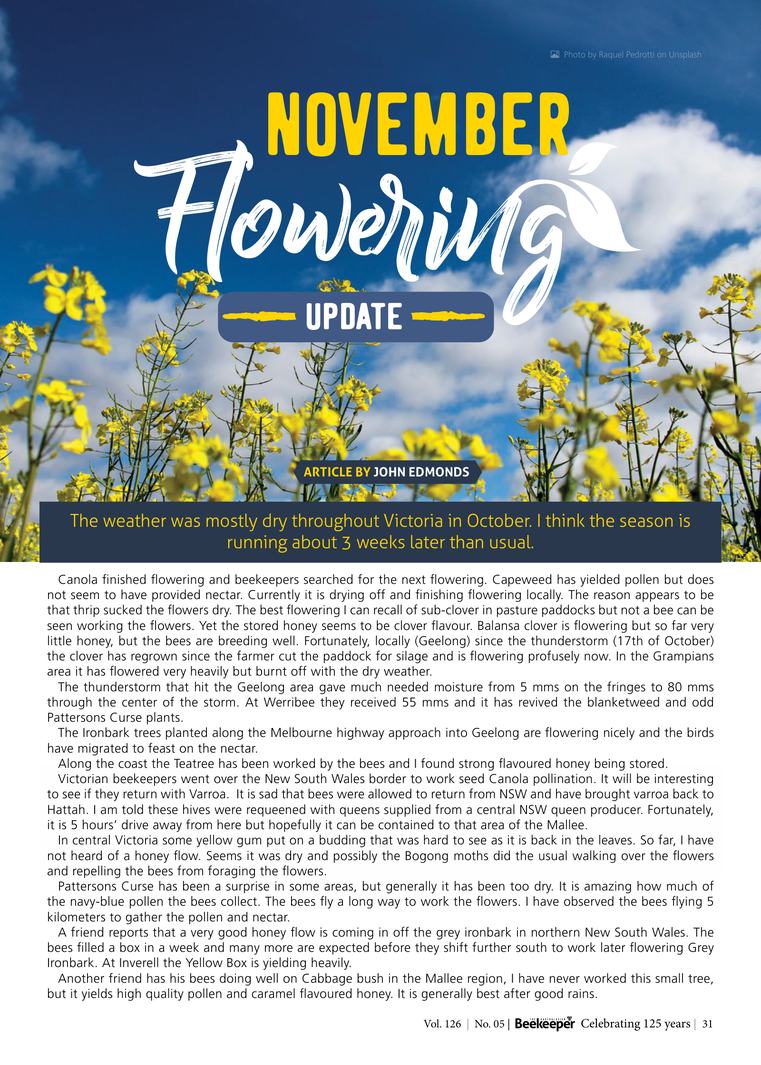 Photo by Raquel Pedrotti on Unsplash
NOVEMBER
Flowering
UPDATE
ARTICLE BY JOHN EDMONDS
The weather was mostly dry throughout Victoria in October. I think the season is
running about 3 weeks later than usual.
Canola finished flowering and beekeepers searched for the next flowering. Capeweed has yielded pollen but does
not seem to have provided nectar. Currently it is drying off and finishing flowering locally. The reason appears to be
that thrip sucked the flowers dry. The best flowering I can recall of sub-clover in pasture paddocks but not a bee can be
seen working the flowers. Yet the stored honey seems to be clover flavour. Balansa clover is flowering but so far very
little honey, but the bees are breeding well. Fortunately, locally (Geelong) since the thunderstorm (17th of October)
the clover has regrown since the farmer cut the paddock for silage and is flowering profusely now. In the Grampians
area it has flowered very heavily but burnt off with the dry weather.
The thunderstorm that hit the Geelong area gave much needed moisture from 5 mms on the fringes to 80 mms
through the center of the storm. At Werribee they received 55 mms and it has revived the blanketweed and odd
Pattersons Curse plants.
The Ironbark trees planted along the Melbourne highway approach into Geelong are flowering nicely and the birds
have migrated to feast on the nectar.
Along the coast the Teatree has been worked by the bees and I found strong flavoured honey being stored.
Victorian beekeepers went over the New South Wales border to work seed Canola pollination. It will be interesting
to see if they return with Varroa. It is sad that bees were allowed to return from NSW and have brought varroa back to
Hattah. I am told these hives were requeened with queens supplied from a central NSW queen producer. Fortunately,
it is 5 hours' drive away from here but hopefully it can be contained to that area of the Mallee.
In central Victoria some yellow gum put on a budding that was hard to see as it is back in the leaves. So far, I have
not heard of a honey flow. Seems it was dry and possibly the Bogong moths did the usual walking over the flowers
and repelling the bees from foraging the flowers.
Pattersons Curse has been a surprise in some areas, but generally it has been too dry. It is amazing how much of
the navy-blue pollen the bees collect. The bees fly a long way to work the flowers. I have observed the bees flying 5
kilometers to gather the pollen and nectar.
A friend reports that a very good honey flow is coming in off the grey ironbark in northern New South Wales. The
bees filled a box in a week and many more are expected before they shift further south to work later flowering Grey
Ironbark. At Inverell the Yellow Box is yielding heavily.
Another friend has his bees doing well on Cabbage bush in the Mallee region, I have never worked this small tree,
but it yields high quality pollen and caramel flavoured honey. It is generally best after good rains.
Vol. 126 | No. 05 | Beekeeper Celebrating 125 years | 31